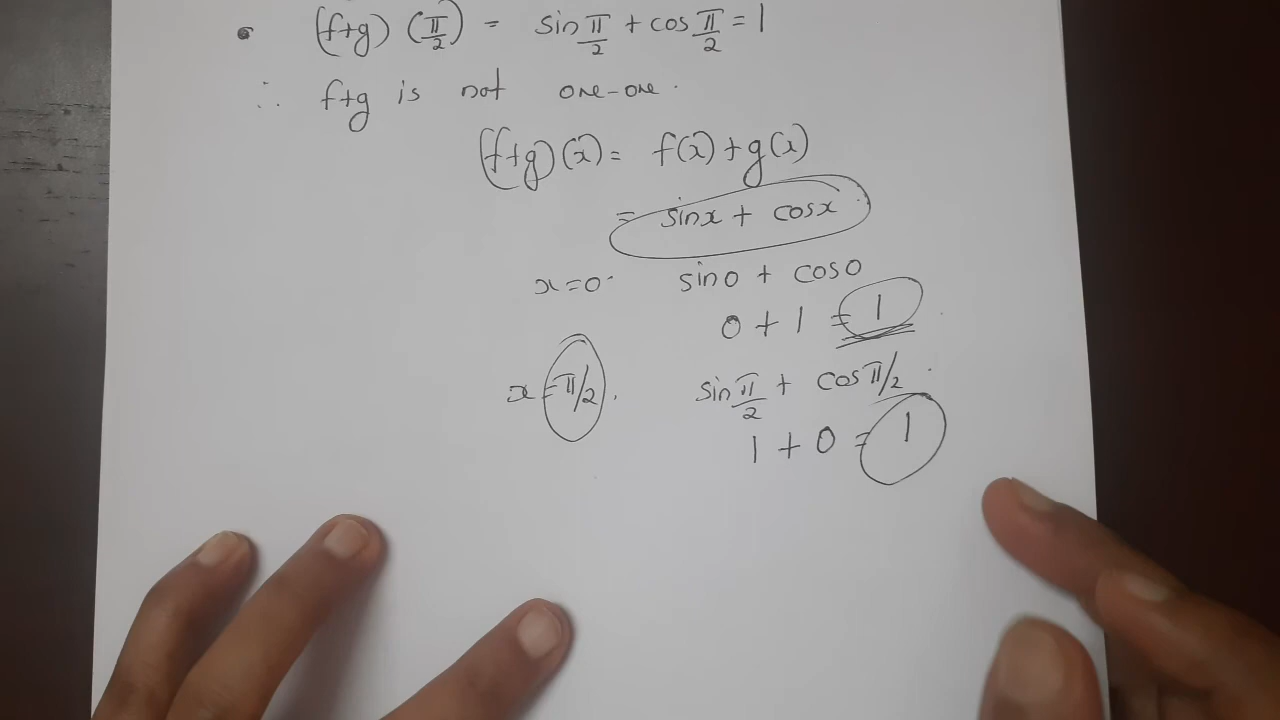 • (f+g) (π/2) = sin π/2 + cos π/2 = 1
∴ f+g is not one-one.
(f+g)(x) = f(x)+g(x)
= sinx + cosx
x=0 sin0 + cos0
0 + 1 = 1
x=π/2. sin π/2 + cos π/2
1 + 0 = 1